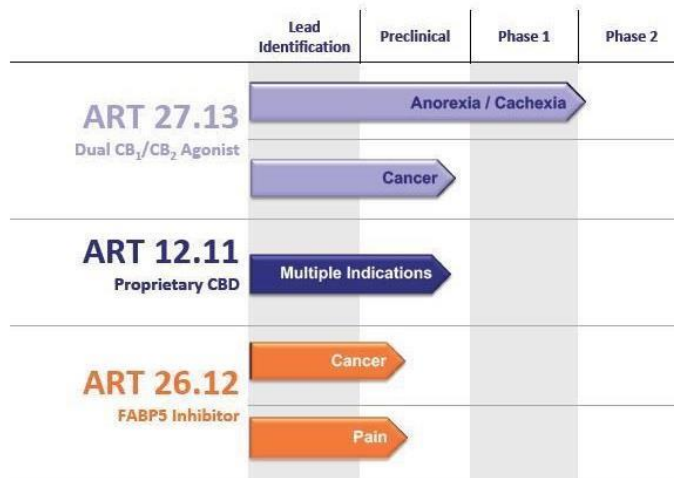 Lead
Identification
Preclinical
Phase 1
Phase 2
ART 27.13
Dual CB₁/CB₂ Agonist
Anorexia / Cachexia
Cancer
ART 12.11
Proprietary CBD
Multiple Indications
ART 26.12
FABP5 Inhibitor
Cancer
Pain